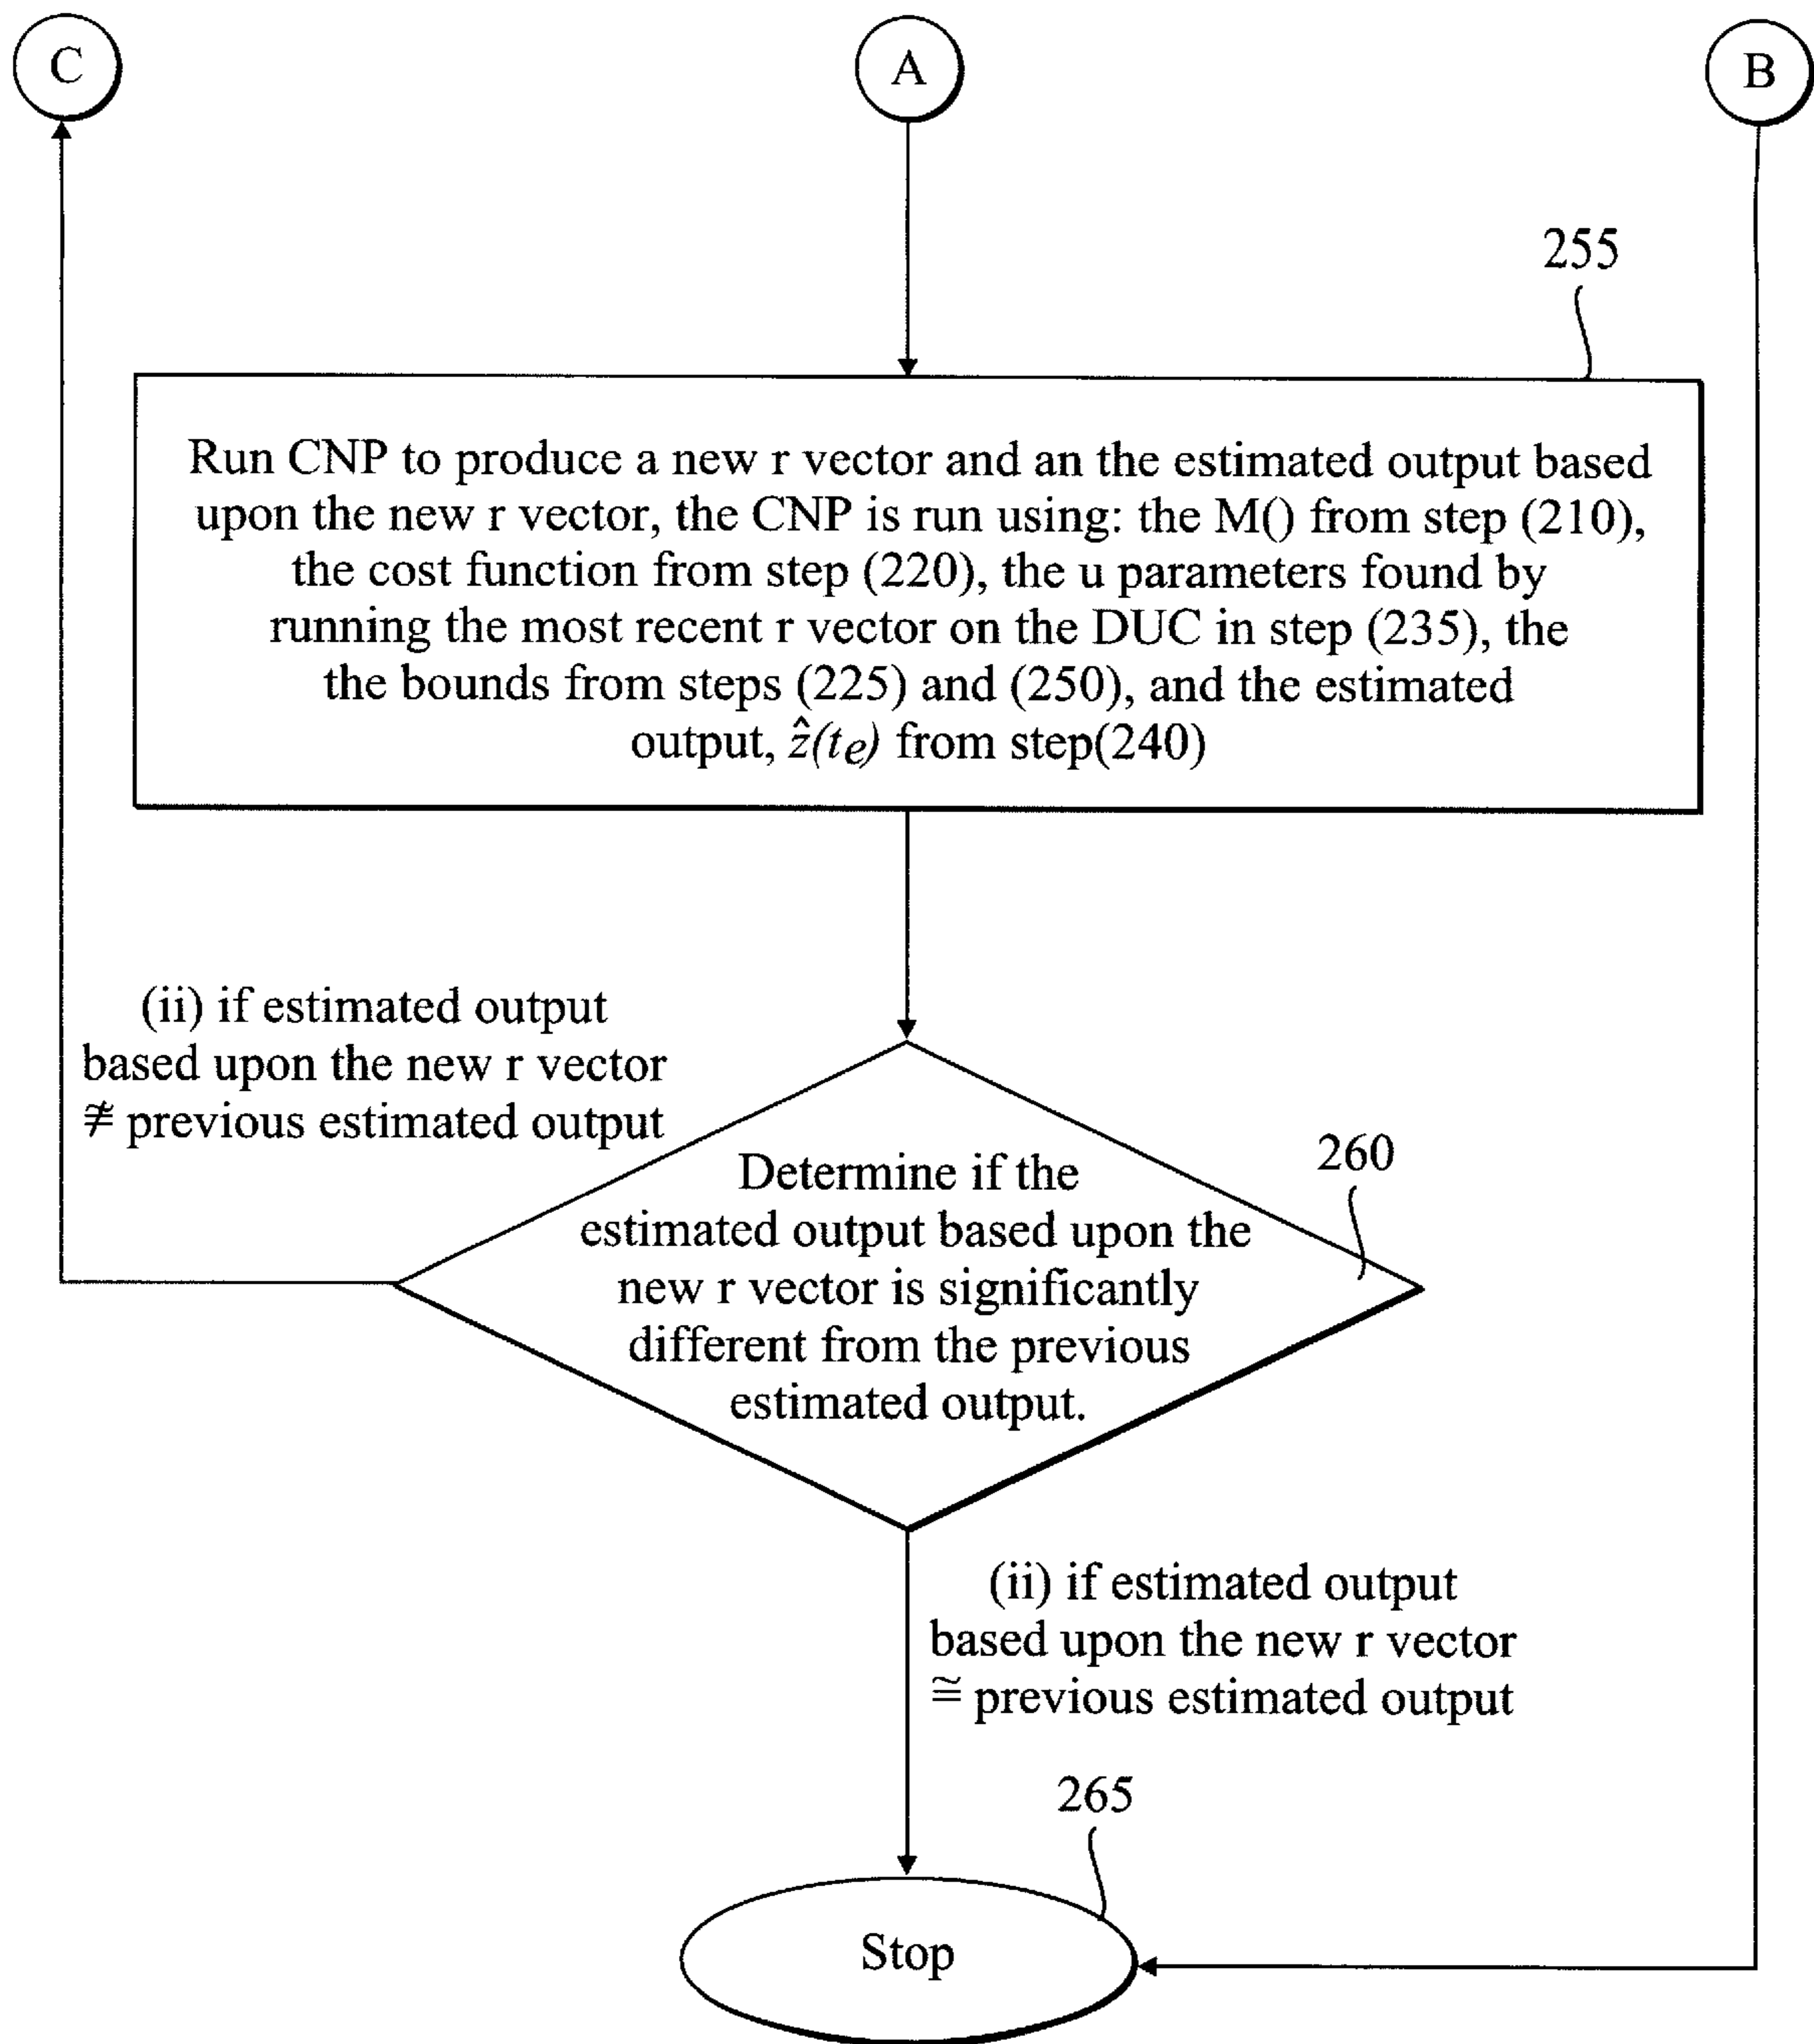 C
A
B
255
Run CNP to produce a new r vector and an the estimated output based
upon the new r vector, the CNP is run using: the M() from step (210),
the cost function from step (220), the u parameters found by
running the most recent r vector on the DUC in step (235), the
the bounds from steps (225) and (250), and the estimated
output, ẑ(tₑ) from step(240)
(ii) if estimated output
based upon the new r vector
≇ previous estimated output
260
Determine if the
estimated output based upon the
new r vector is significantly
different from the previous
estimated output.
(ii) if estimated output
based upon the new r vector
≅ previous estimated output
265
Stop